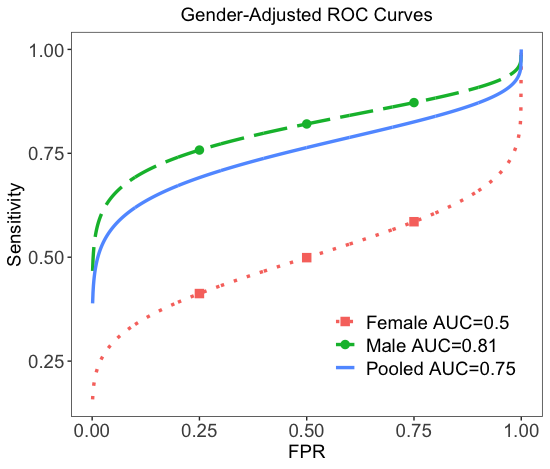 Gender-Adjusted ROC Curves
1.00
0.75
0.50
0.25
Sensitivity
Female AUC=0.5
Male AUC=0.81
Pooled AUC=0.75
0.00 0.25 0.50 0.75 1.00
FPR